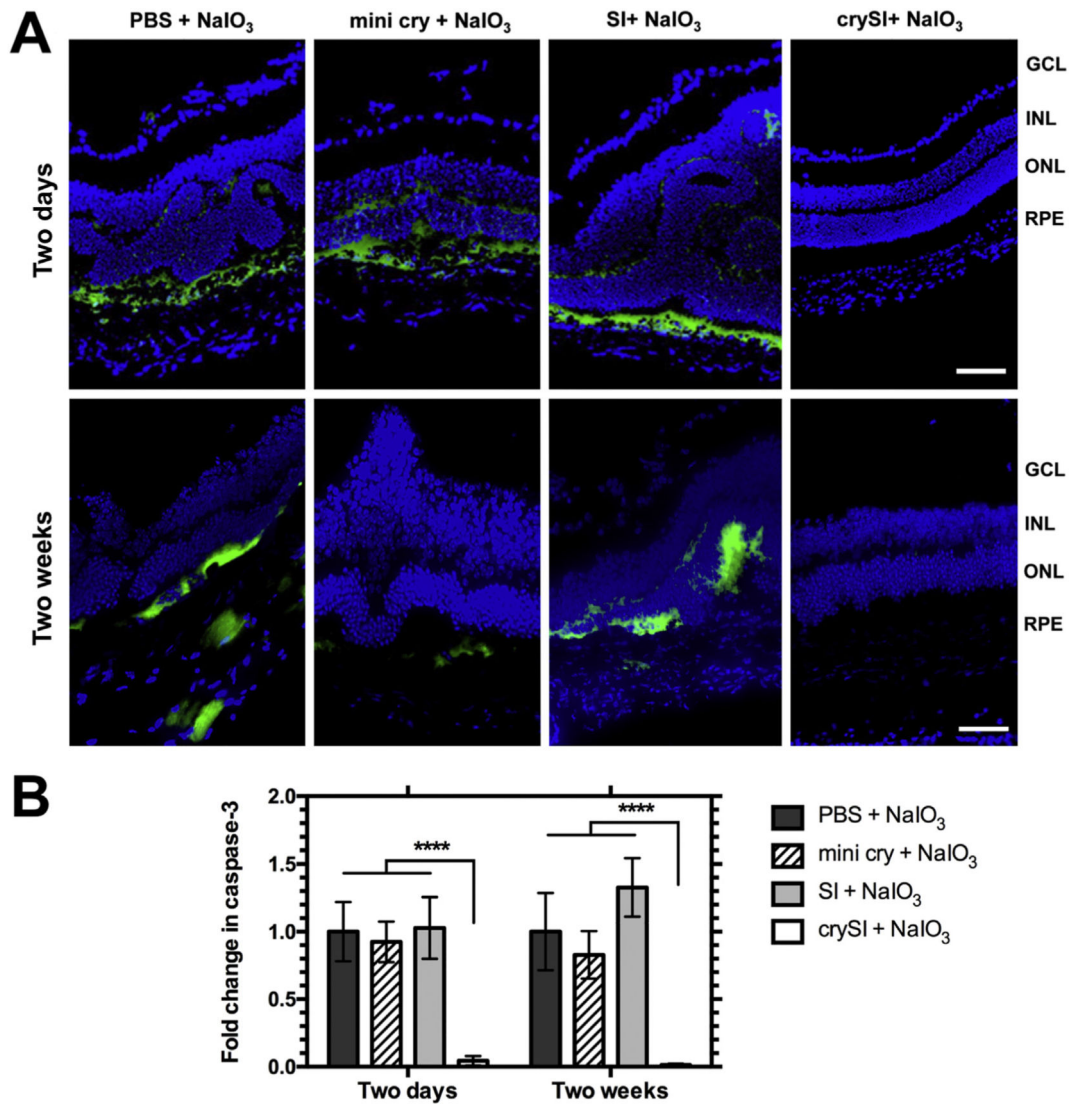 A
PBS + NaIO₃
mini cry + NaIO₃
SI+ NaIO₃
crySI+ NaIO₃
Two days
GCL
INL
ONL
RPE
Two weeks
GCL
INL
ONL
RPE
B
Fold change in caspase-3
2.0
1.5
1.0
0.5
0.0
****
****
Two days
Two weeks
PBS + NaIO₃
mini cry + NaIO₃
SI + NaIO₃
crySI + NaIO₃